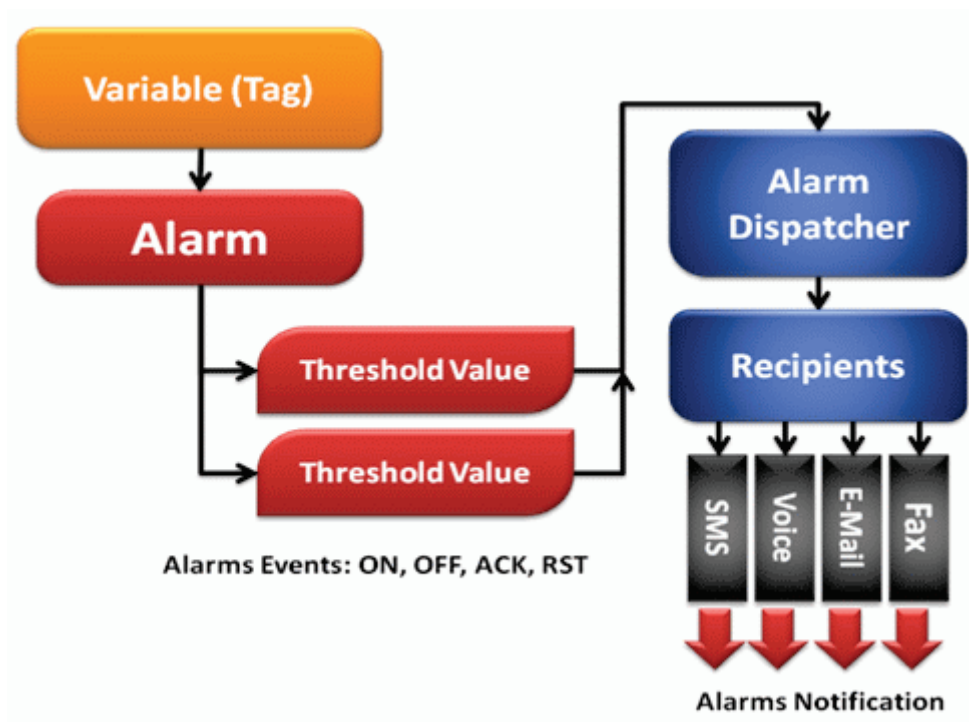 Variable (Tag)
Alarm
Threshold Value
Threshold Value
Alarms Events: ON, OFF, ACK, RST
Alarm
Dispatcher
Recipients
SMS
Voice
E-Mail
Fax
Alarms Notification